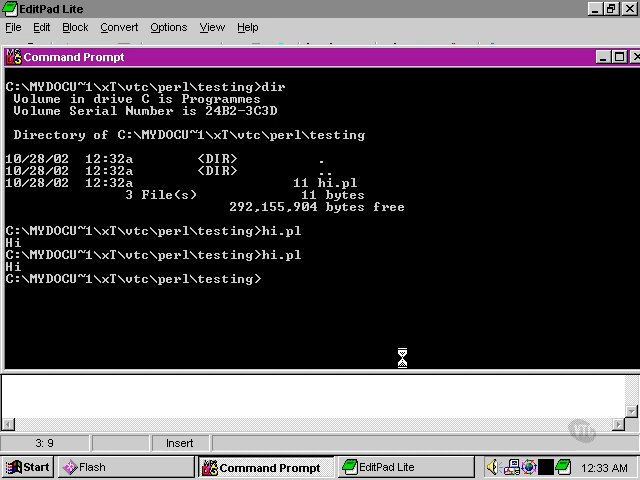 EditPad Lite
File Edit Block Convert Options View Help
Command Prompt
C:\MYDOCU~1\xT\vtc\perl\testing>dir
Volume in drive C is Programmes
Volume Serial Number is 24B2-3C3D
Directory of C:\MYDOCU~1\xT\vtc\perl\testing
10/28/02 12:32a <DIR> .
10/28/02 12:32a <DIR> ..
10/28/02 12:32a 11 hi.pl
3 File(s) 11 bytes
292,155,904 bytes free
C:\MYDOCU~1\xT\vtc\perl\testing>hi.pl
Hi
C:\MYDOCU~1\xT\vtc\perl\testing>hi.pl
Hi
C:\MYDOCU~1\xT\vtc\perl\testing>
VTC
3: 9 Insert
Start Flash Command Prompt EditPad Lite 12:33 AM